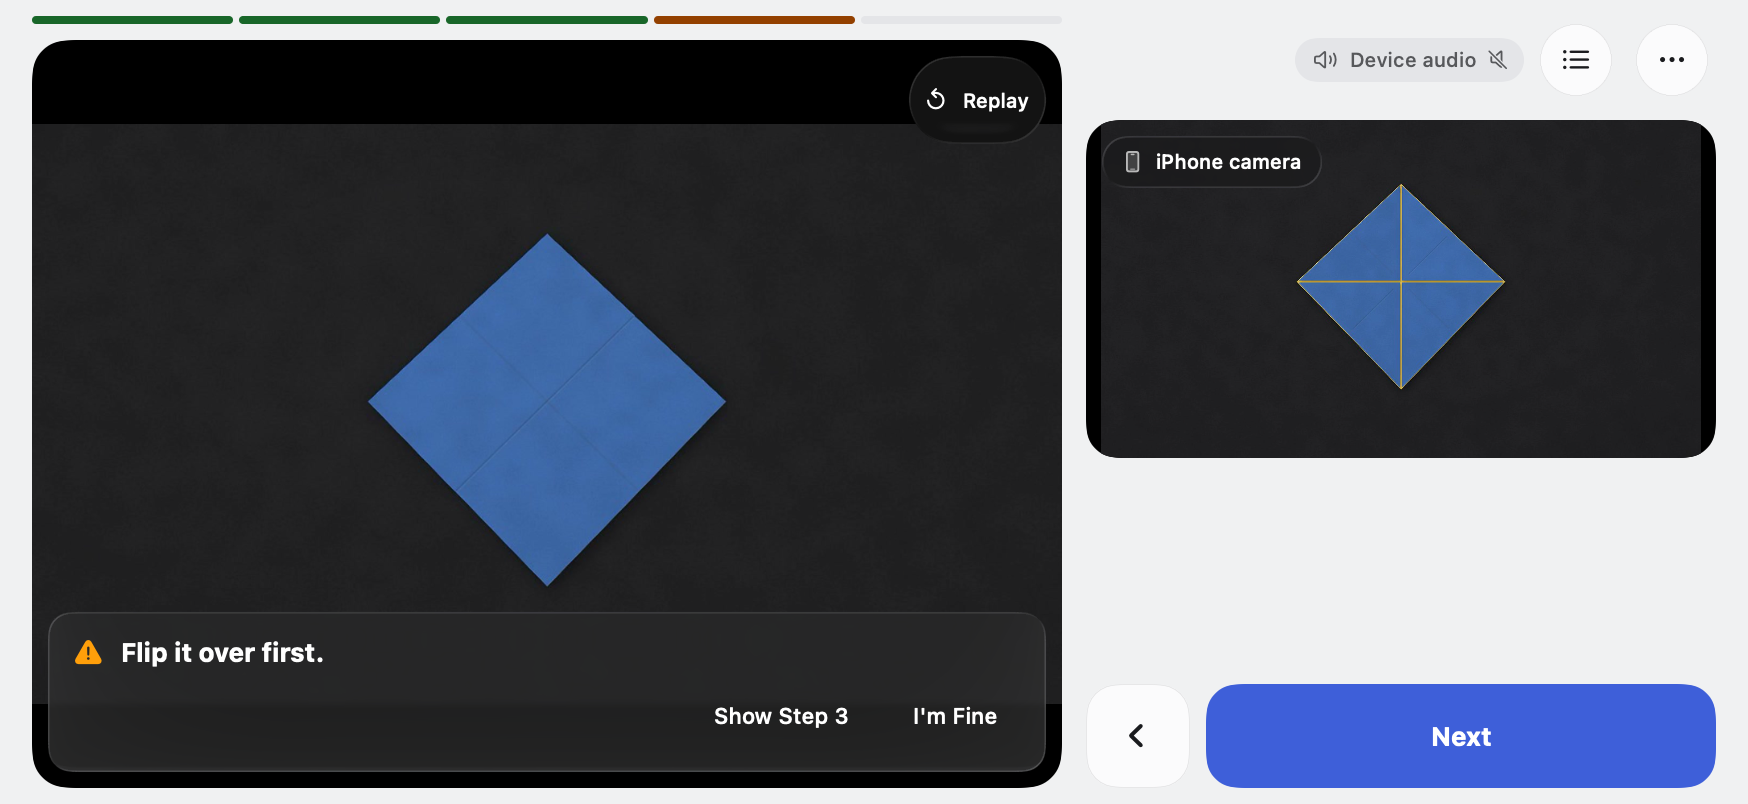 Replay
Device audio
iPhone camera
Flip it over first.
Show Step 3
I'm Fine
Next